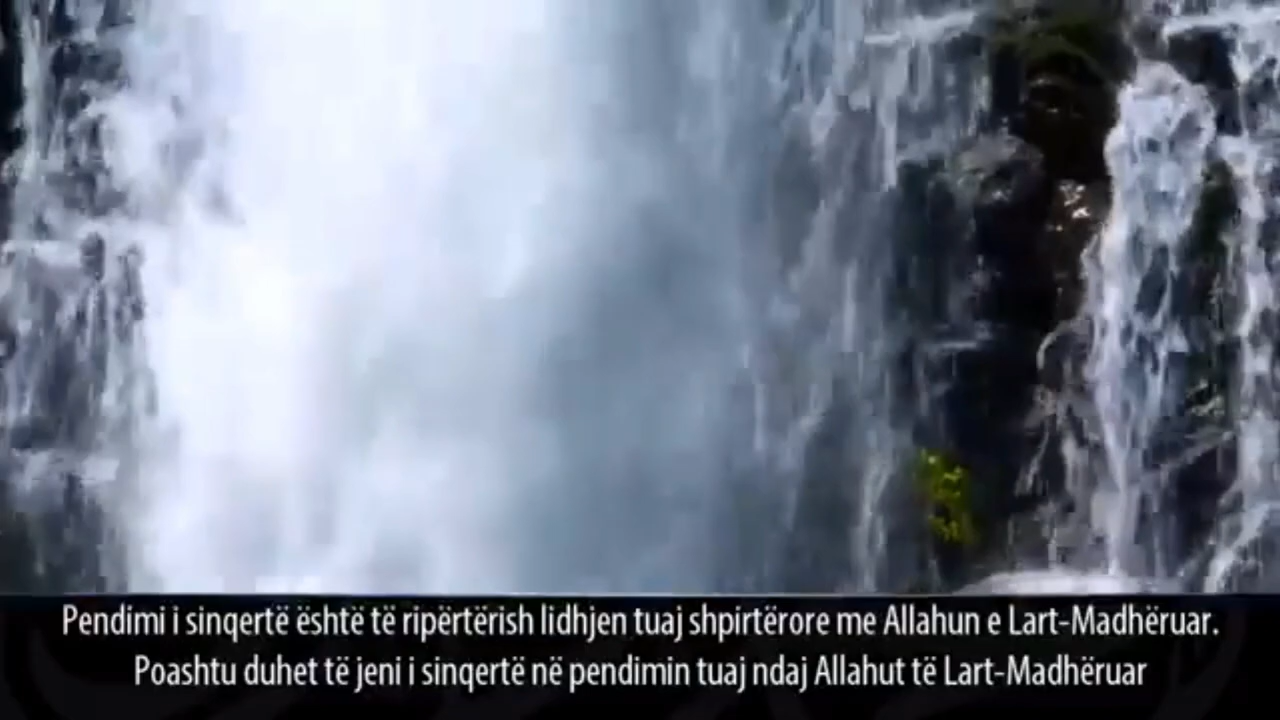 Pendimi i sinqertë është të ripërtërish lidhjen tuaj shpirtërore me Allahun e Lart-Madhëruar.
Poashtu duhet të jeni i sinqertë në pendimin tuaj ndaj Allahut të Lart-Madhëruar